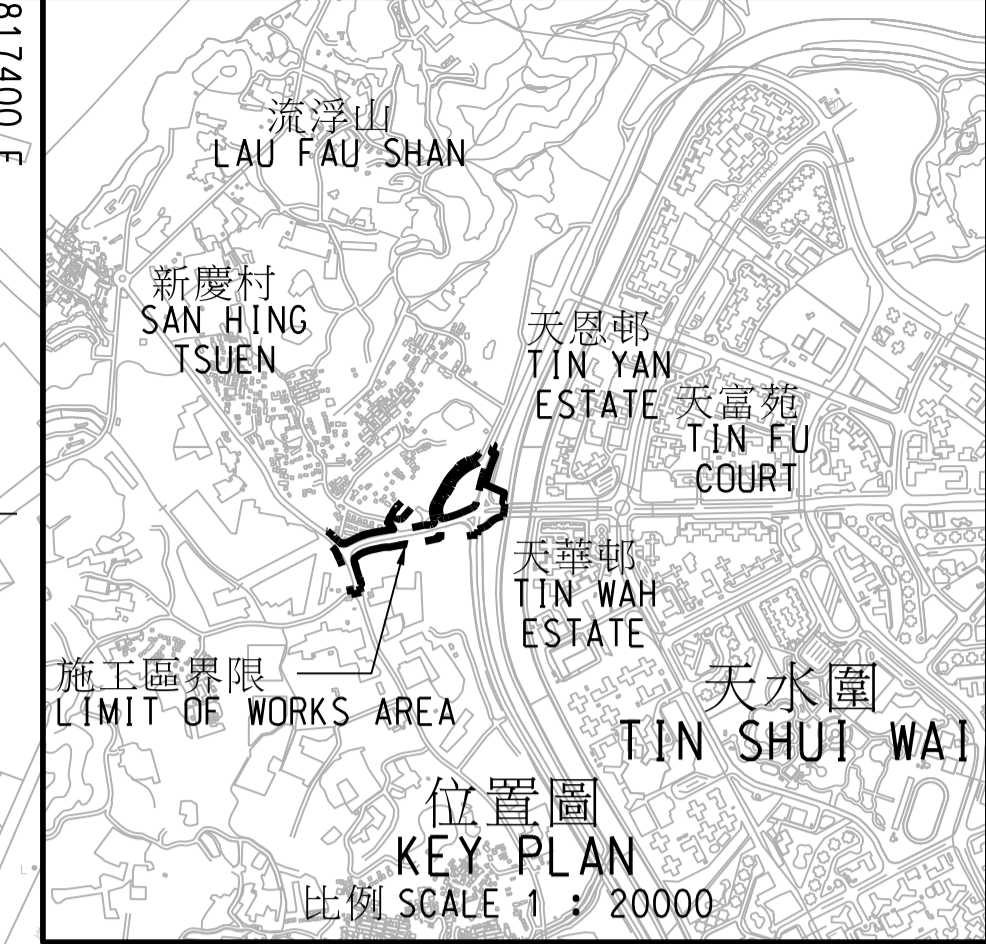 817400 E
流浮山
LAU FAU SHAN
新慶村
SAN HING
TSUEN
天恩邨
TIN YAN
ESTATE
天富苑
TIN FU
COURT
天華邨
TIN WAH
ESTATE
施工區界限
LIMIT OF WORKS AREA
天水圍
TIN SHUI WAI
位置圖
KEY PLAN
比例 SCALE 1 : 20000